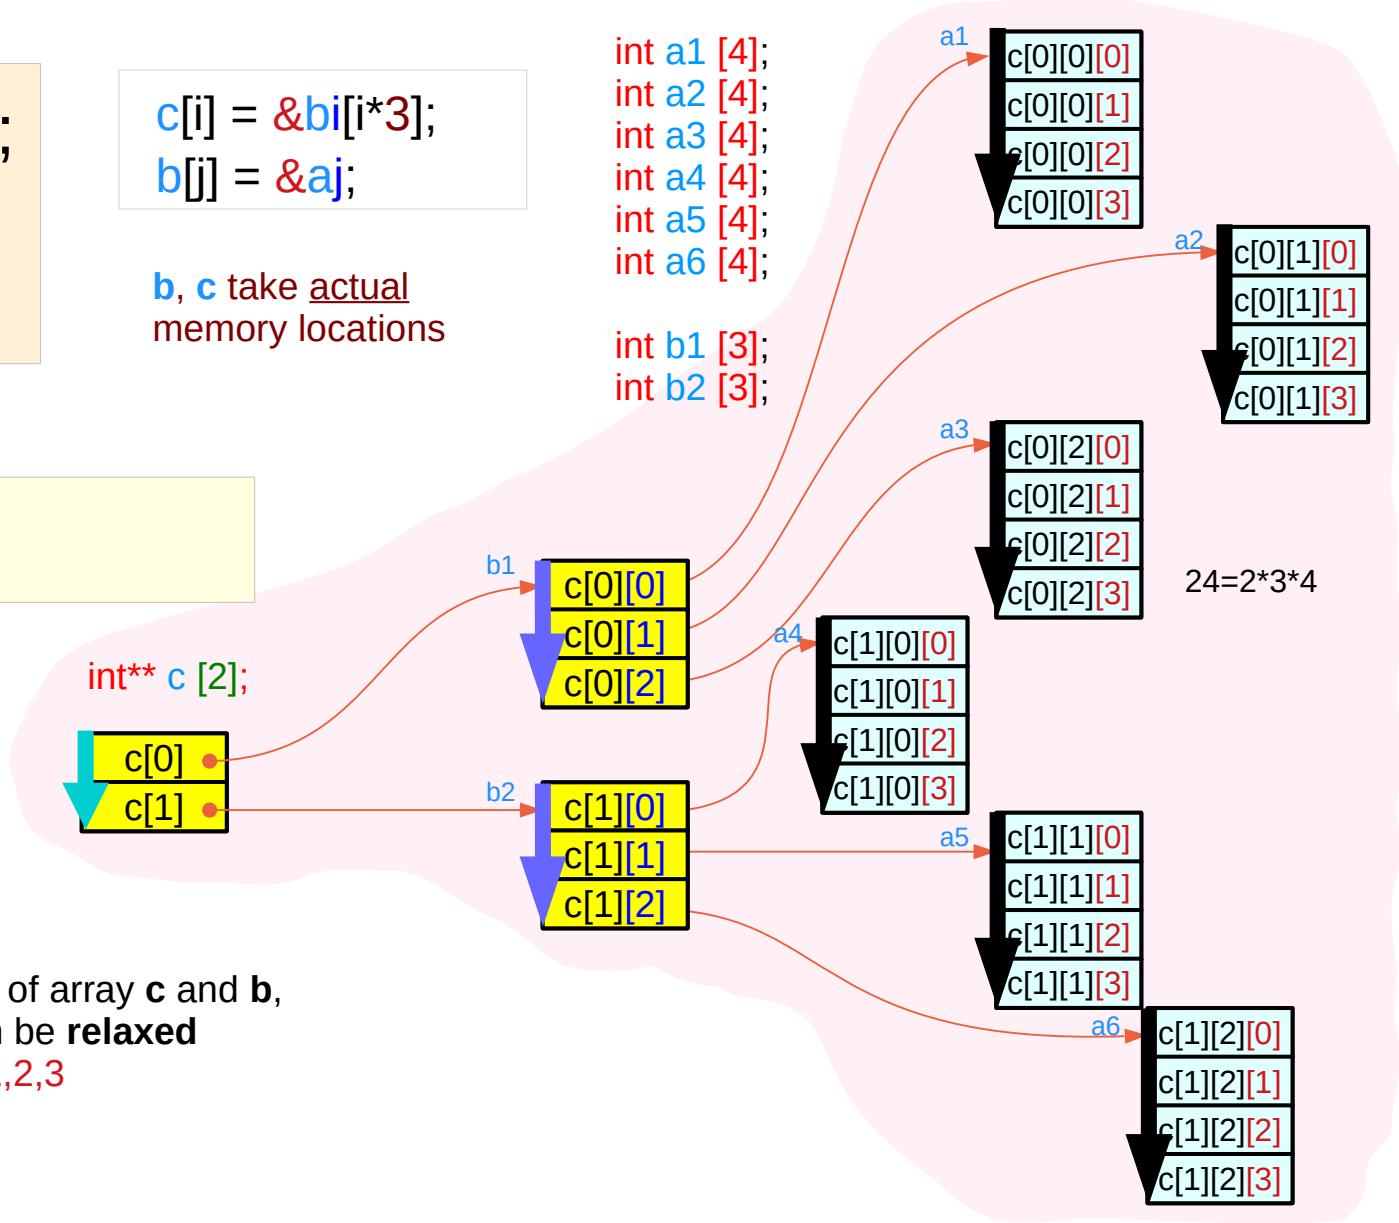 ;
c[i] = &bi[i*3];
b[j] = &aj;
b, c take actual
memory locations
int a1 [4];
int a2 [4];
int a3 [4];
int a4 [4];
int a5 [4];
int a6 [4];
int b1 [3];
int b2 [3];
int** c [2];
c[0]
c[1]
b1
c[0][0]
c[0][1]
c[0][2]
b2
c[1][0]
c[1][1]
c[1][2]
a1
c[0][0][0]
c[0][0][1]
c[0][0][2]
c[0][0][3]
a2
c[0][1][0]
c[0][1][1]
c[0][1][2]
c[0][1][3]
a3
c[0][2][0]
c[0][2][1]
c[0][2][2]
c[0][2][3]
24=2*3*4
a4
c[1][0][0]
c[1][0][1]
c[1][0][2]
c[1][0][3]
a5
c[1][1][0]
c[1][1][1]
c[1][1][2]
c[1][1][3]
a6
c[1][2][0]
c[1][2][1]
c[1][2][2]
c[1][2][3]
of array c and b,
be relaxed
,2,3